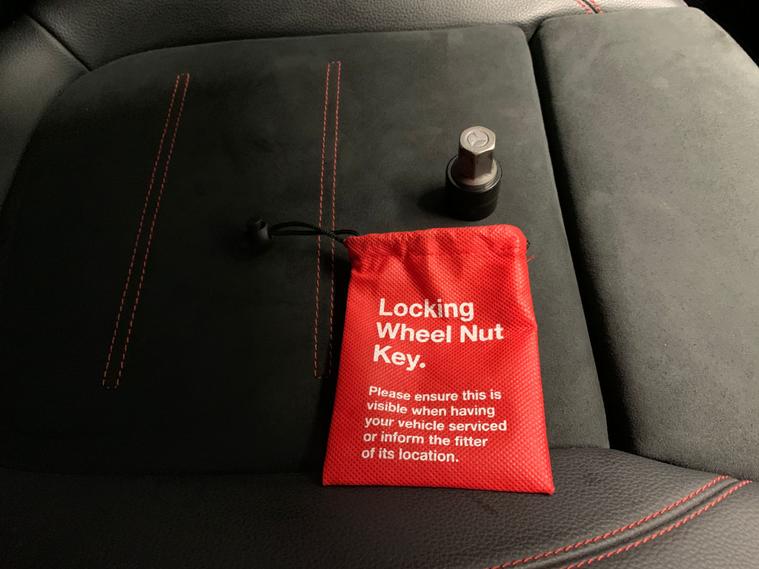 Locking
Wheel Nut
Key.
Please ensure this is
visible when having
your vehicle serviced
or inform the fitter
of its location.